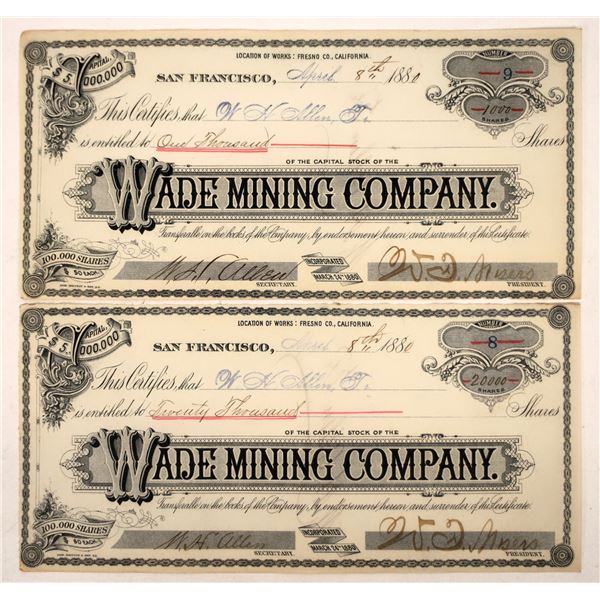 LOCATION OF WORKS: FRESNO CO., CALIFORNIA.
CAPITAL
$5,000,000
SAN FRANCISCO, April 8th 1880
NUMBER
9
1000
SHARES
This Certifies, that W H Allen, Tr.
is entitled to One Thousand Shares
OF THE CAPITAL STOCK OF THE
WADE MINING COMPANY.
Transferable on the books of the Company, by endorsement hereon and surrender of this Certificate.
100.000 SHARES
$50 EACH
W.H. Allen
SECRETARY.
INCORPORATED
MARCH 24TH 1880
PRESIDENT.
LOCATION OF WORKS: FRESNO CO., CALIFORNIA.
CAPITAL
$5,000,000
SAN FRANCISCO, April 8th 1880
NUMBER
8
20000
SHARES
This Certifies, that W H Allen, Tr.
is entitled to Twenty Thousand Shares
OF THE CAPITAL STOCK OF THE
WADE MINING COMPANY.
Transferable on the books of the Company, by endorsement hereon and surrender of this Certificate.
100.000 SHARES
$50 EACH
W.H. Allen
SECRETARY.
INCORPORATED
MARCH 24TH 1880
PRESIDENT.